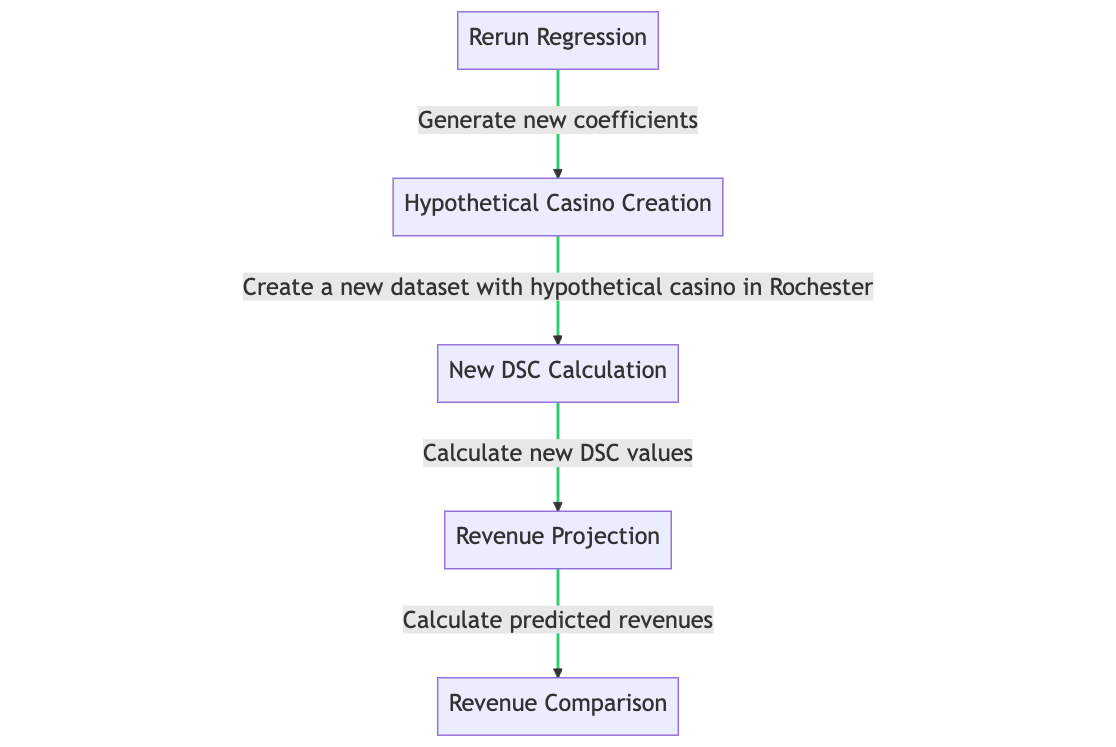 Rerun Regression
Generate new coefficients
Hypothetical Casino Creation
Create a new dataset with hypothetical casino in Rochester
New DSC Calculation
Calculate new DSC values
Revenue Projection
Calculate predicted revenues
Revenue Comparison